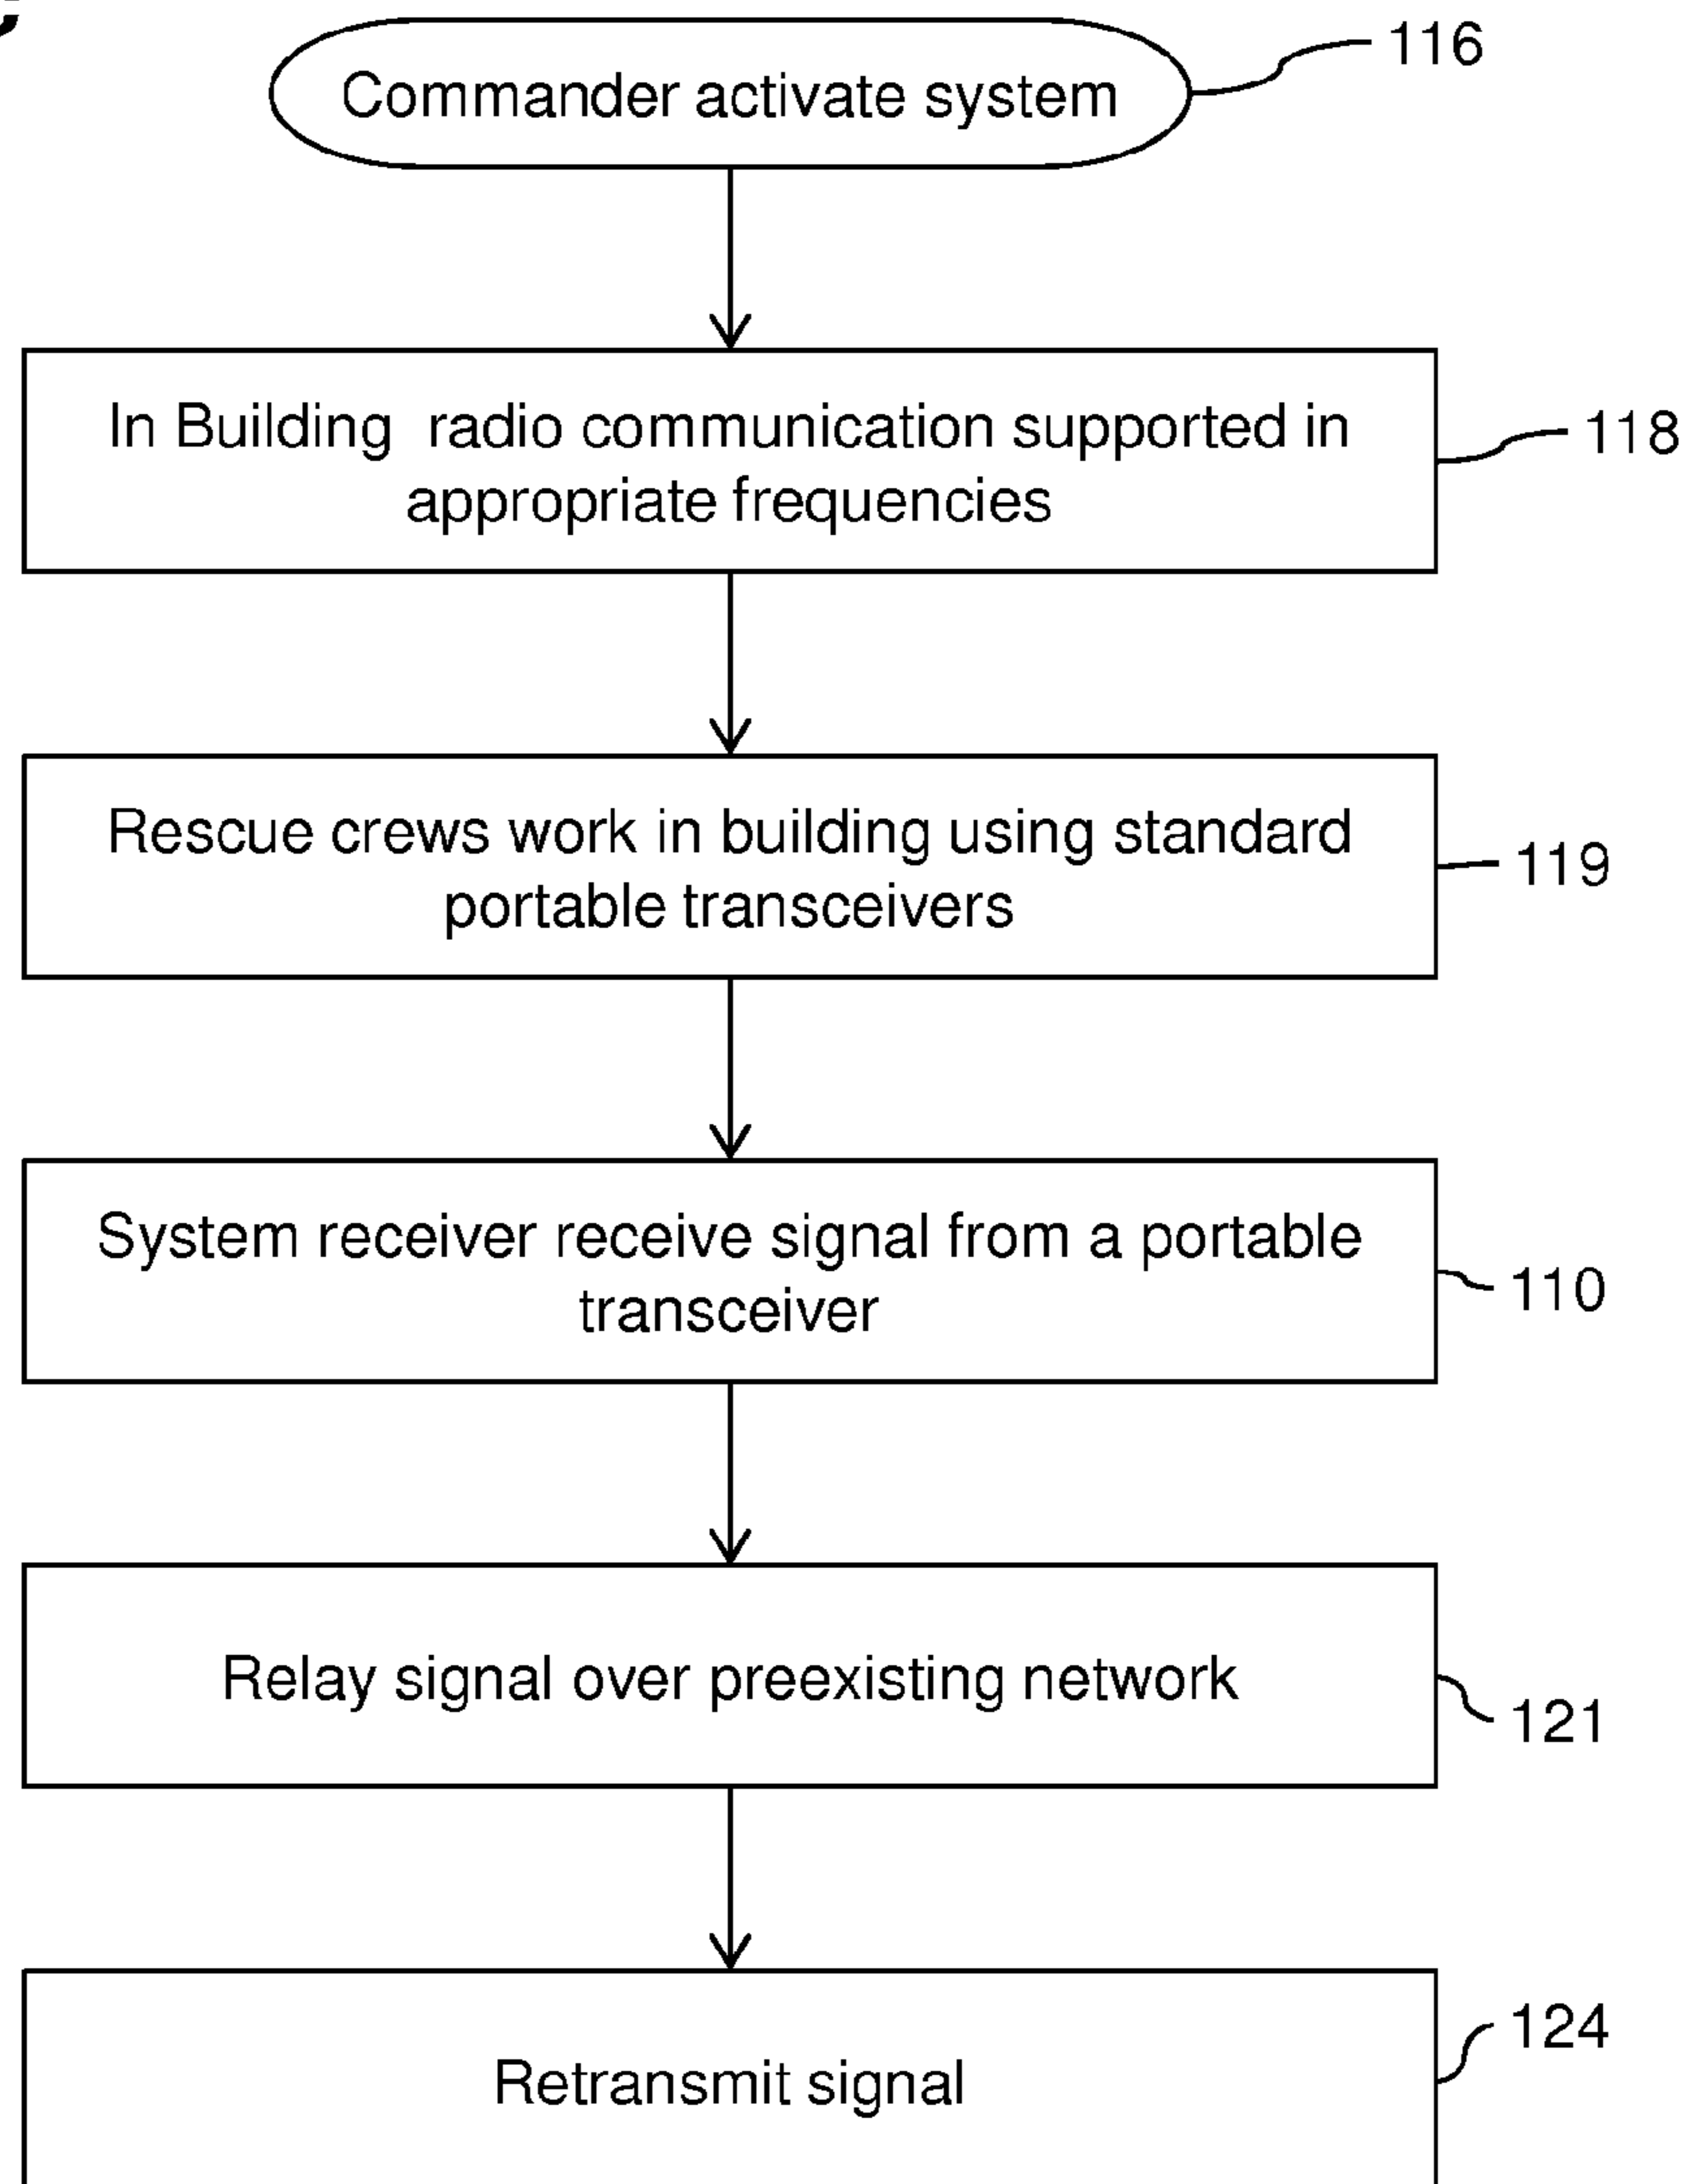 Commander activate system
116
In Building radio communication supported in
appropriate frequencies
118
Rescue crews work in building using standard
portable transceivers
119
System receiver receive signal from a portable
transceiver
110
Relay signal over preexisting network
121
Retransmit signal
124